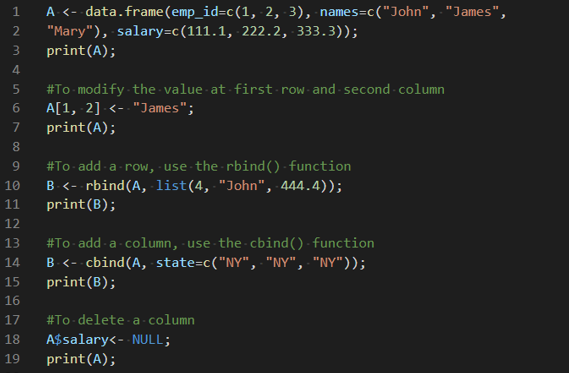 1 A <- data.frame(emp_id=c(1, 2, 3), names=c("John", "James",
2 "Mary"), salary=c(111.1, 222.2, 333.3));
3 print(A);
4
5 #To modify the value at first row and second column
6 A[1, 2] <- "James";
7 print(A);
8
9 #To add a row, use the rbind() function
10 B <- rbind(A, list(4, "John", 444.4));
11 print(B);
12
13 #To add a column, use the cbind() function
14 B <- cbind(A, state=c("NY", "NY", "NY"));
15 print(B);
16
17 #To delete a column
18 A$salary<- NULL;
19 print(A);